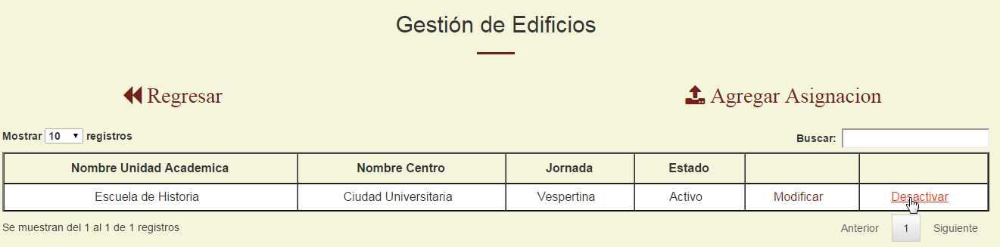 Gestión de Edificios
Regresar
Agregar Asignacion
Mostrar 10 registros
Buscar:
Nombre Unidad Academica Nombre Centro Jornada Estado
Escuela de Historia Ciudad Universitaria Vespertina Activo Modificar Desactivar
Se muestran del 1 al 1 de 1 registros
Anterior 1 Siguiente